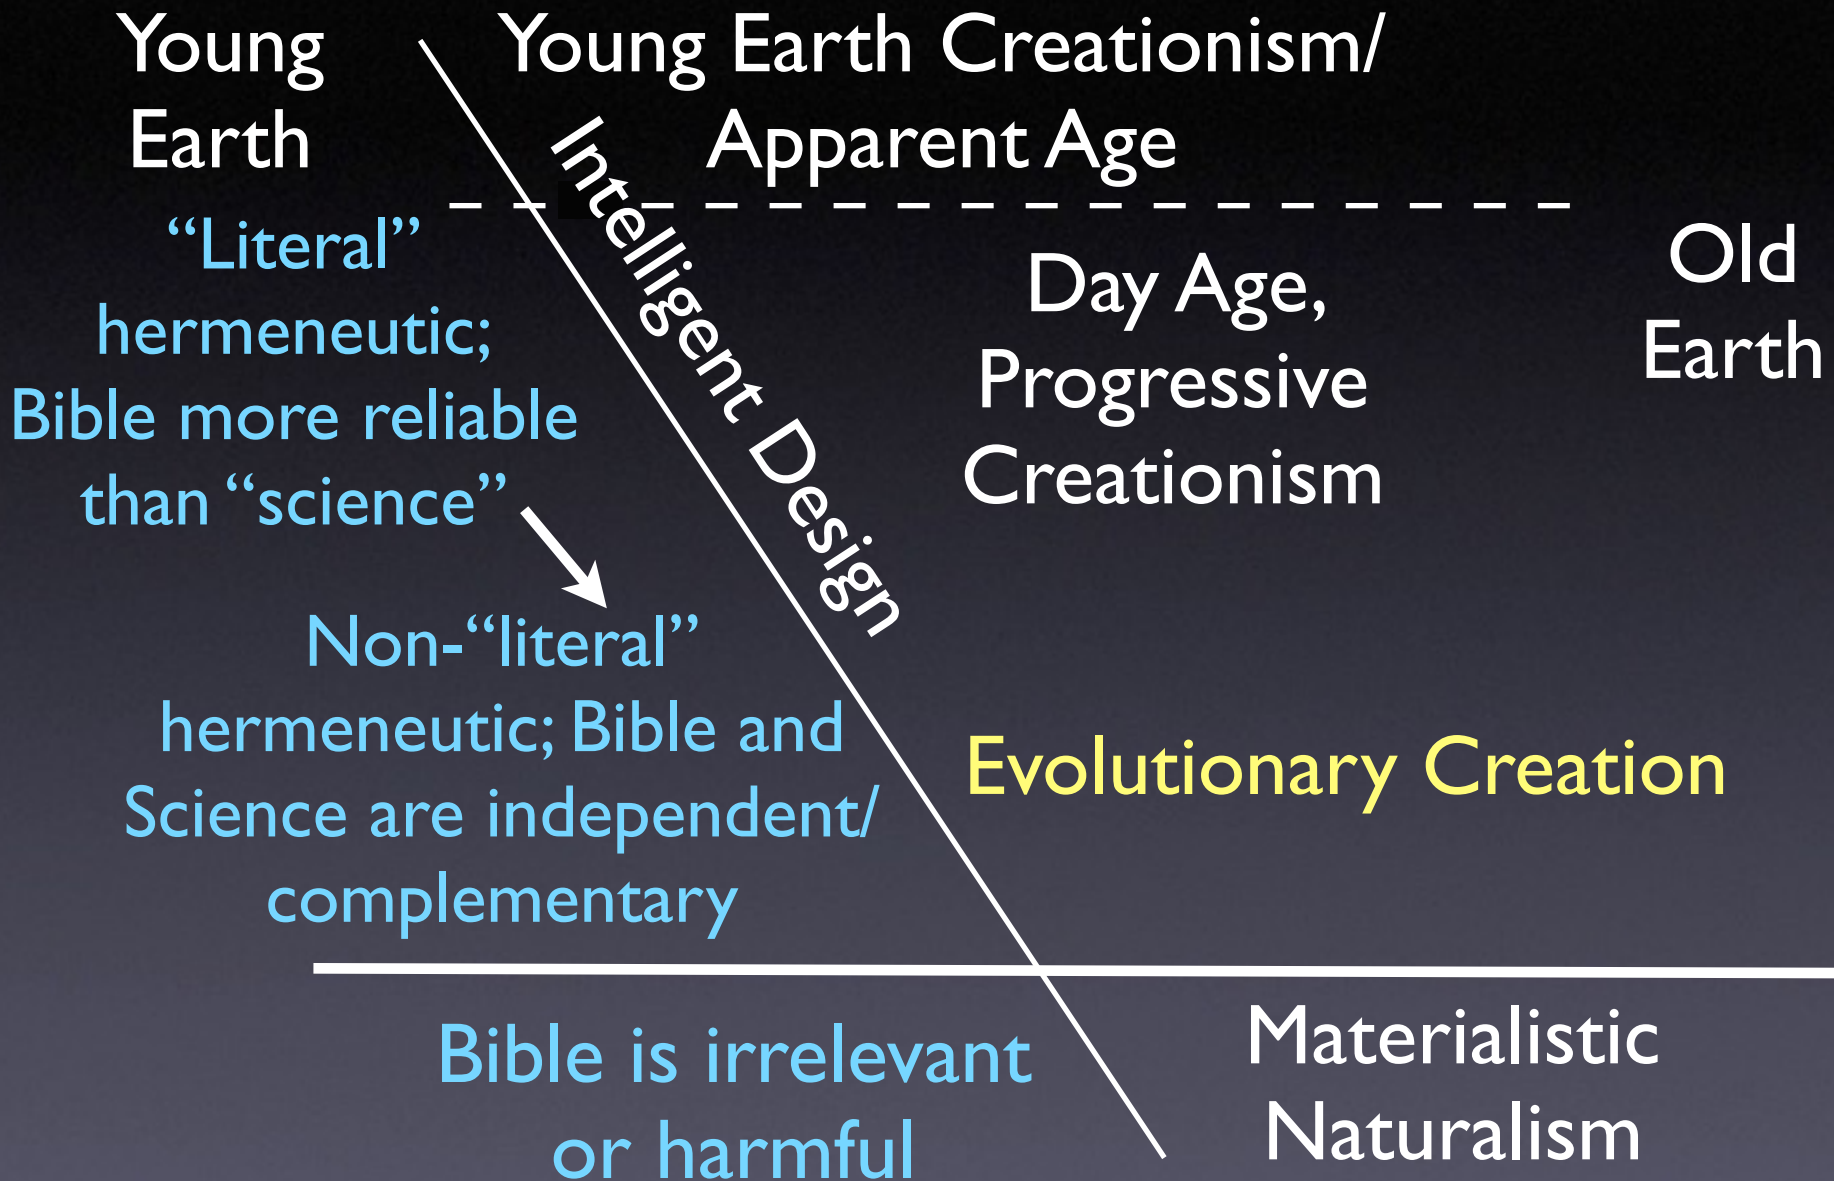 Young
Earth
Young Earth Creationism/
Apparent Age
Intelligent Design
“Literal”
hermeneutic;
Bible more reliable
than “science”
Day Age,
Progressive
Creationism
Old
Earth
Non-“literal”
hermeneutic; Bible and
Science are independent/
complementary
Evolutionary Creation
Bible is irrelevant
or harmful
Materialistic
Naturalism